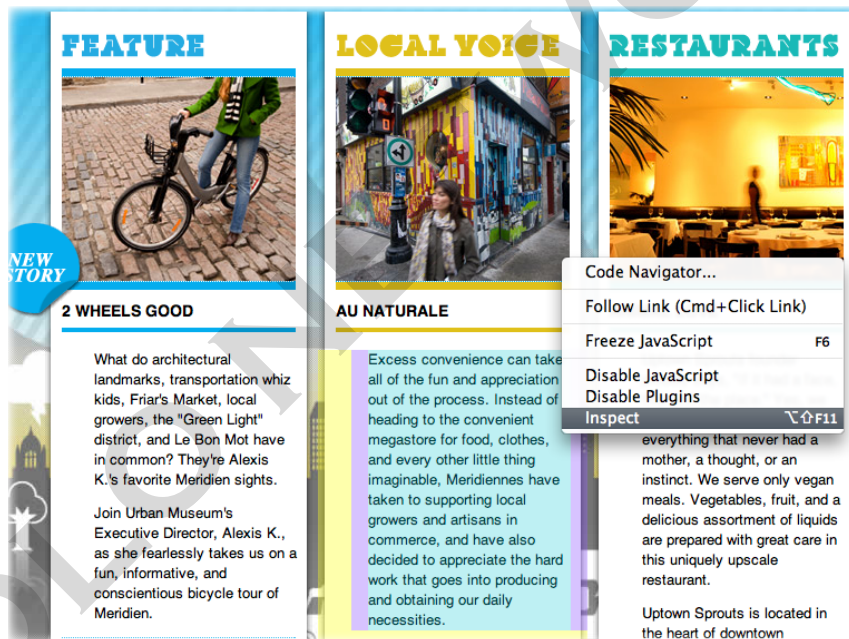 FEATURE
2 WHEELS GOOD
What do architectural
landmarks, transportation whiz
kids, Friar's Market, local
growers, the "Green Light"
district, and Le Bon Mot have
in common? They're Alexis
K.'s favorite Meridien sights.
Join Urban Museum's
Executive Director, Alexis K.,
as she fearlessly takes us on a
fun, informative, and
conscientious bicycle tour of
Meridien.
NEW
STORY
LOCAL VOICE
AU NATURALE
Excess convenience can take
all of the fun and appreciation
out of the process. Instead of
heading to the convenient
megastore for food, clothes,
and every other little thing
imaginable, Meridiennes have
taken to supporting local
growers and artisans in
commerce, and have also
decided to appreciate the hard
work that goes into producing
and obtaining our daily
necessities.
RESTAURANTS
Code Navigator...
Follow Link (Cmd+Click Link)
Freeze JavaScript F6
Disable JavaScript
Disable Plugins
Inspect ⌥⇧F11
everything that never had a
mother, a thought, or an
instinct. We serve only vegan
meals. Vegetables, fruit, and a
delicious assortment of liquids
are prepared with great care in
this uniquely upscale
restaurant.
Uptown Sprouts is located in
the heart of downtown